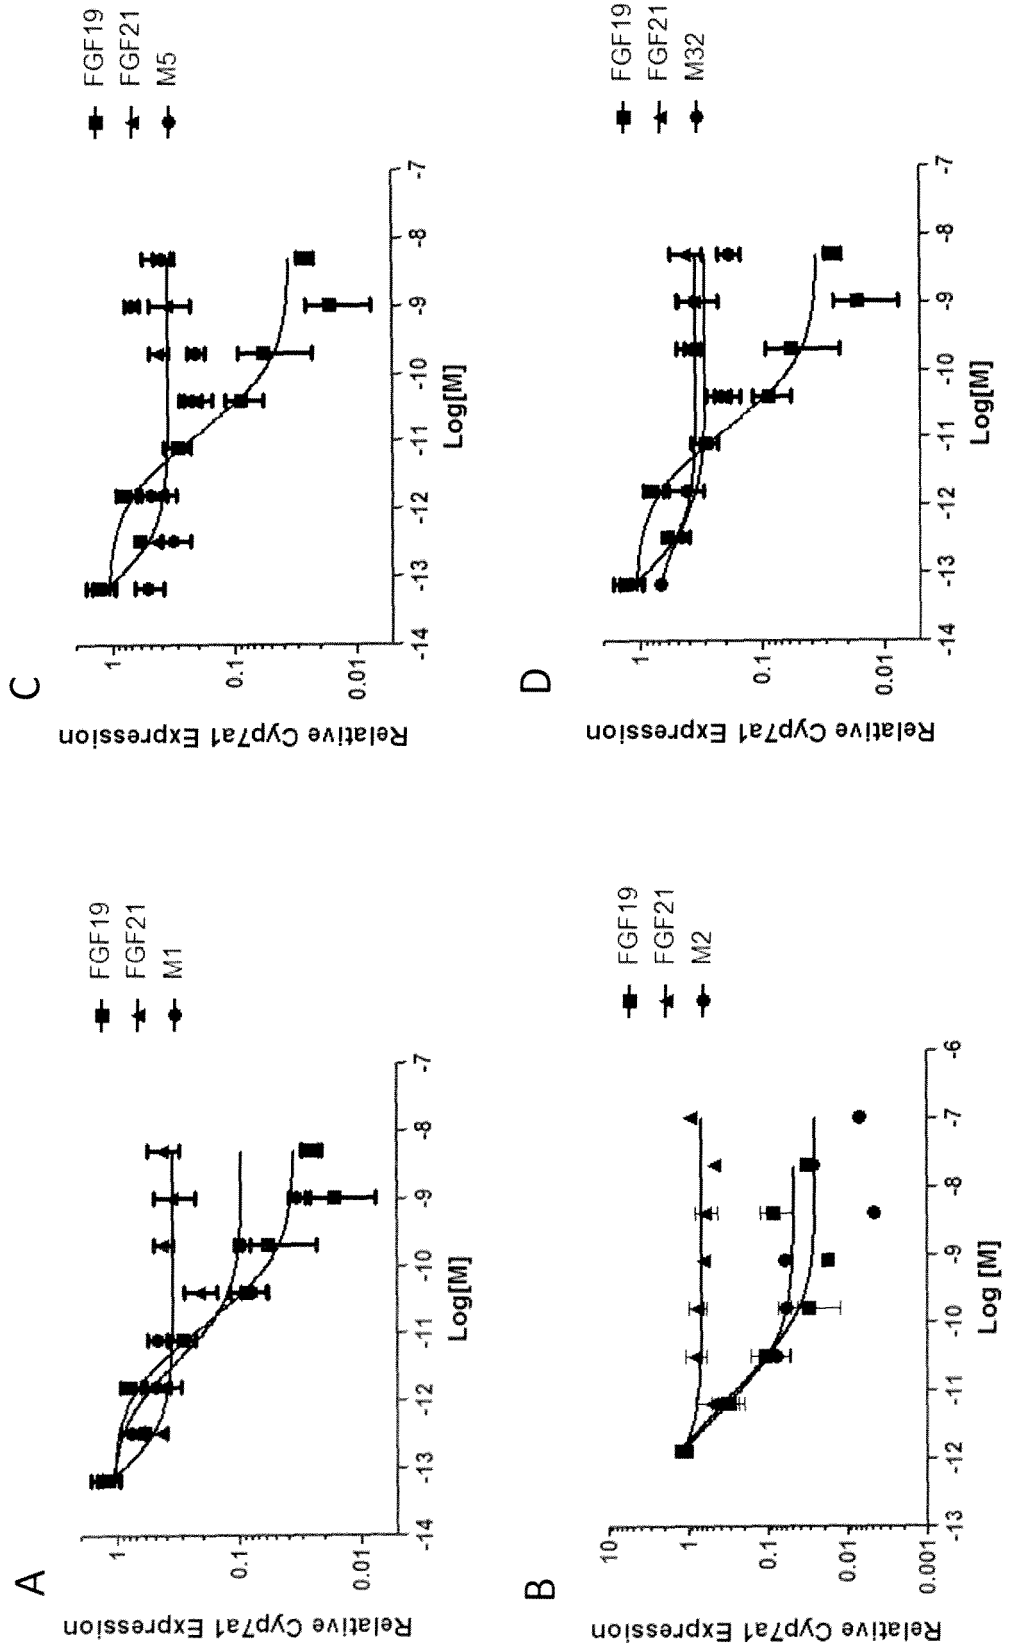 A
Relative Cyp7a1 Expression
1
0.1
0.01
-14
-13
-12
-11
-10
-9
-8
-7
Log[M]
FGF19
FGF21
M1
B
Relative Cyp7a1 Expression
10
1
0.1
0.01
0.001
-13
-12
-11
-10
-9
-8
-7
-6
Log [M]
FGF19
FGF21
M2
C
Relative Cyp7a1 Expression
1
0.1
0.01
-14
-13
-12
-11
-10
-9
-8
-7
Log[M]
FGF19
FGF21
M5
D
Relative Cyp7a1 Expression
1
0.1
0.01
-14
-13
-12
-11
-10
-9
-8
-7
Log[M]
FGF19
FGF21
M32